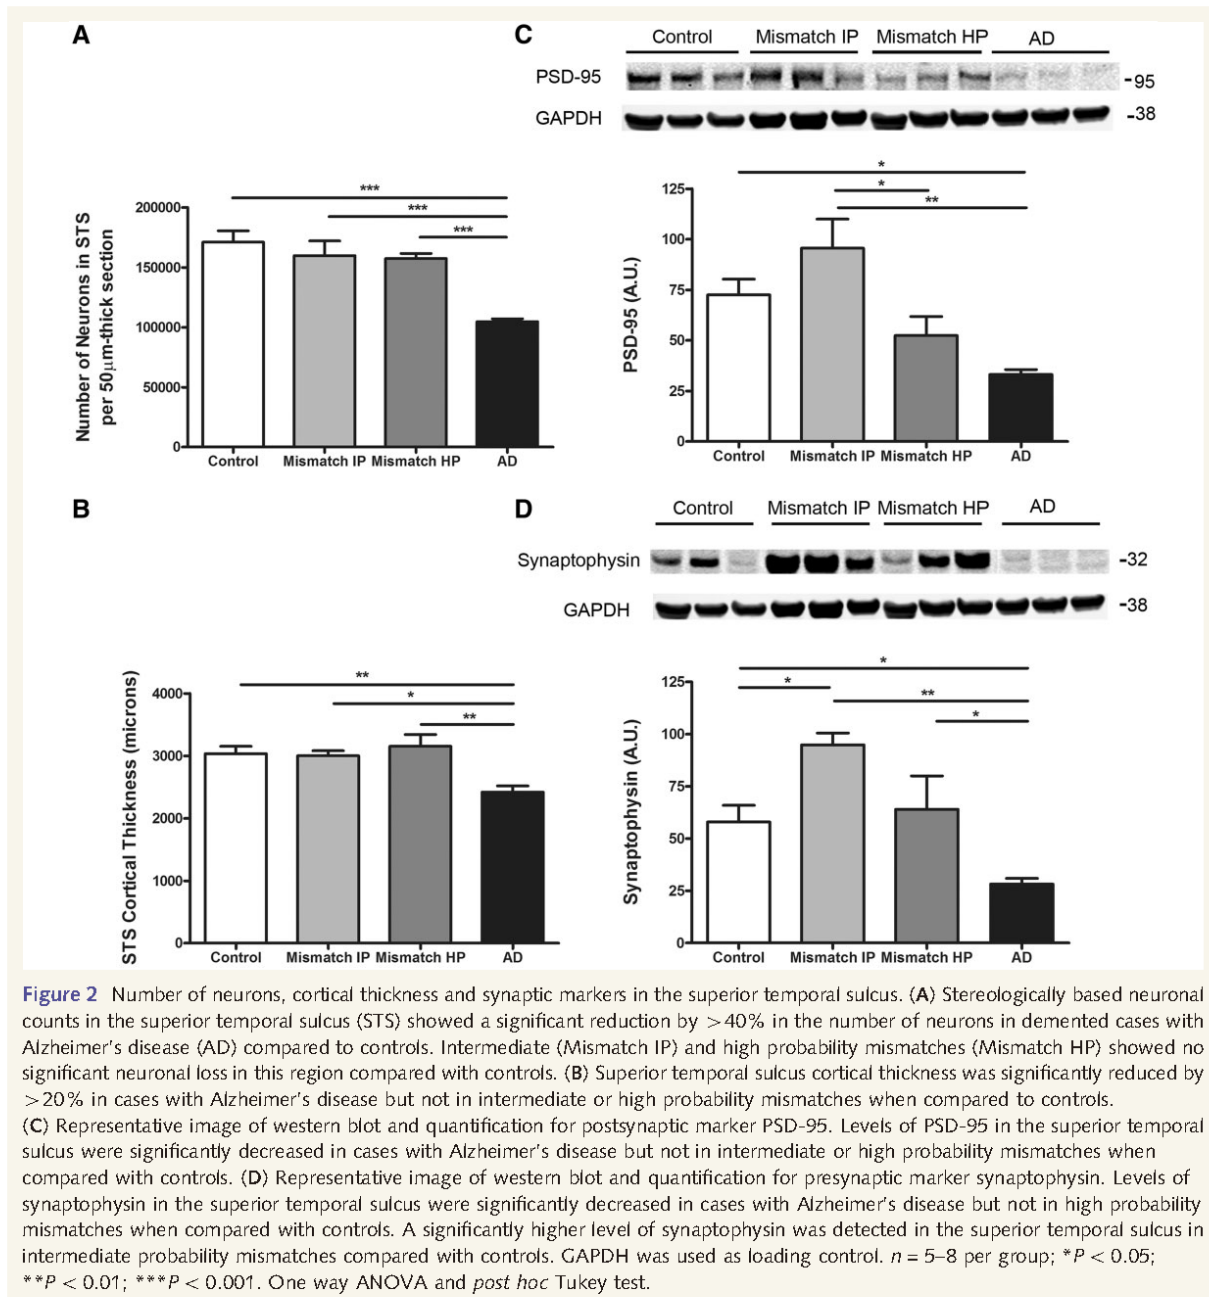 A
Number of Neurons in STS
per 50μm-thick section
200000
150000
100000
50000
0
***
***
***
Control Mismatch IP Mismatch HP AD
C
Control Mismatch IP Mismatch HP AD
PSD-95 -95
GAPDH -38
PSD-95 (A.U.)
125
100
75
50
25
0
*
*
**
Control Mismatch IP Mismatch HP AD
B
STS Cortical Thickness (microns)
4000
3000
2000
1000
0
**
*
**
Control Mismatch IP Mismatch HP AD
D
Control Mismatch IP Mismatch HP AD
Synaptophysin -32
GAPDH -38
Synaptophysin (A.U.)
125
100
75
50
25
0
*
*
**
*
Control Mismatch IP Mismatch HP AD
Figure 2 Number of neurons, cortical thickness and synaptic markers in the superior temporal sulcus. (A) Stereologically based neuronal
counts in the superior temporal sulcus (STS) showed a significant reduction by >40% in the number of neurons in demented cases with
Alzheimer's disease (AD) compared to controls. Intermediate (Mismatch IP) and high probability mismatches (Mismatch HP) showed no
significant neuronal loss in this region compared with controls. (B) Superior temporal sulcus cortical thickness was significantly reduced by
>20% in cases with Alzheimer's disease but not in intermediate or high probability mismatches when compared to controls.
(C) Representative image of western blot and quantification for postsynaptic marker PSD-95. Levels of PSD-95 in the superior temporal
sulcus were significantly decreased in cases with Alzheimer's disease but not in intermediate or high probability mismatches when
compared with controls. (D) Representative image of western blot and quantification for presynaptic marker synaptophysin. Levels of
synaptophysin in the superior temporal sulcus were significantly decreased in cases with Alzheimer's disease but not in high probability
mismatches when compared with controls. A significantly higher level of synaptophysin was detected in the superior temporal sulcus in
intermediate probability mismatches compared with controls. GAPDH was used as loading control. n = 5–8 per group; *P < 0.05;
**P < 0.01; ***P < 0.001. One way ANOVA and post hoc Tukey test.